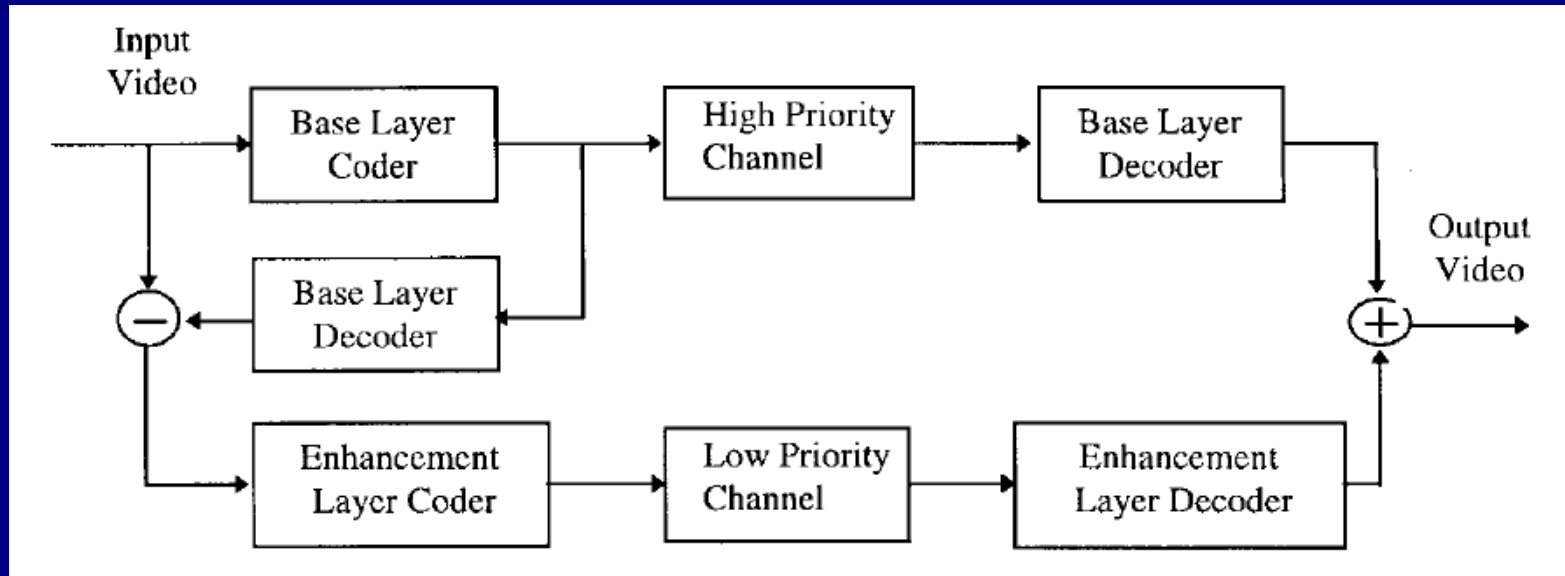 Input
Video
Base Layer
Coder
High Priority
Channel
Base Layer
Decoder
Output
Video
Base Layer
Decoder
−
+
Enhancement
Layer Coder
Low Priority
Channel
Enhancement
Layer Decoder